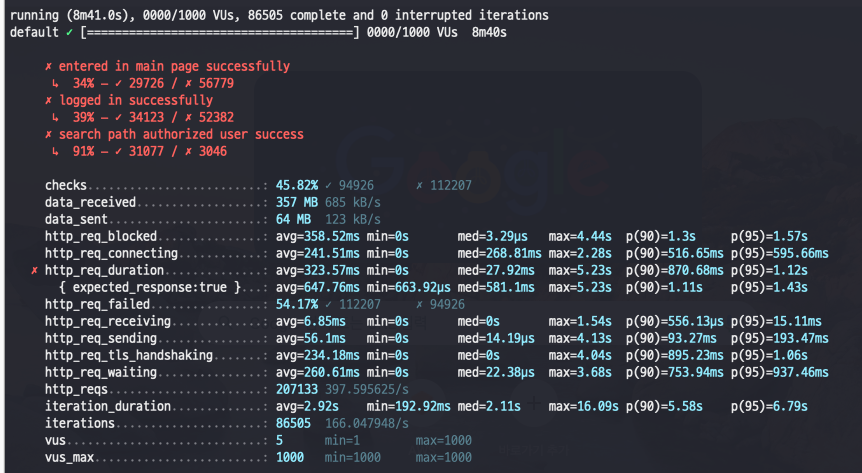 running (8m41.0s), 0000/1000 VUs, 86505 complete and 0 interrupted iterations
default ✓ [======================================] 0000/1000 VUs  8m40s
✗ entered in main page successfully
↳  34% — ✓ 29726 / ✗ 56779
✗ logged in successfully
↳  39% — ✓ 34123 / ✗ 52382
✗ search path authorized user success
↳  91% — ✓ 31077 / ✗ 3046
checks.........................: 45.82% ✓ 94926      ✗ 112207
data_received..................: 357 MB 685 kB/s
data_sent......................: 64 MB  123 kB/s
http_req_blocked...............: avg=358.52ms min=0s       med=3.29µs   max=4.44s  p(90)=1.3s     p(95)=1.57s
http_req_connecting............: avg=241.51ms min=0s       med=268.81ms max=2.28s  p(90)=516.65ms p(95)=595.66ms
✗ http_req_duration..............: avg=323.57ms min=0s       med=27.92ms  max=5.23s  p(90)=870.68ms p(95)=1.12s
{ expected_response:true }...: avg=647.76ms min=663.92µs med=581.1ms  max=5.23s  p(90)=1.11s    p(95)=1.43s
http_req_failed................: 54.17% ✓ 112207     ✗ 94926
http_req_receiving.............: avg=6.85ms   min=0s       med=0s       max=1.54s  p(90)=556.13µs p(95)=15.11ms
http_req_sending...............: avg=56.1ms   min=0s       med=14.19µs  max=4.13s  p(90)=93.27ms  p(95)=193.47ms
http_req_tls_handshaking.......: avg=234.18ms min=0s       med=0s       max=4.04s  p(90)=895.23ms p(95)=1.06s
http_req_waiting...............: avg=260.61ms min=0s       med=22.38µs  max=3.68s  p(90)=753.94ms p(95)=937.46ms
http_reqs......................: 207133 397.595625/s
iteration_duration.............: avg=2.92s    min=192.92ms med=2.11s    max=16.09s p(90)=5.58s    p(95)=6.79s
iterations.....................: 86505  166.047948/s
vus............................: 5      min=1        max=1000
vus_max........................: 1000   min=1000     max=1000
Google